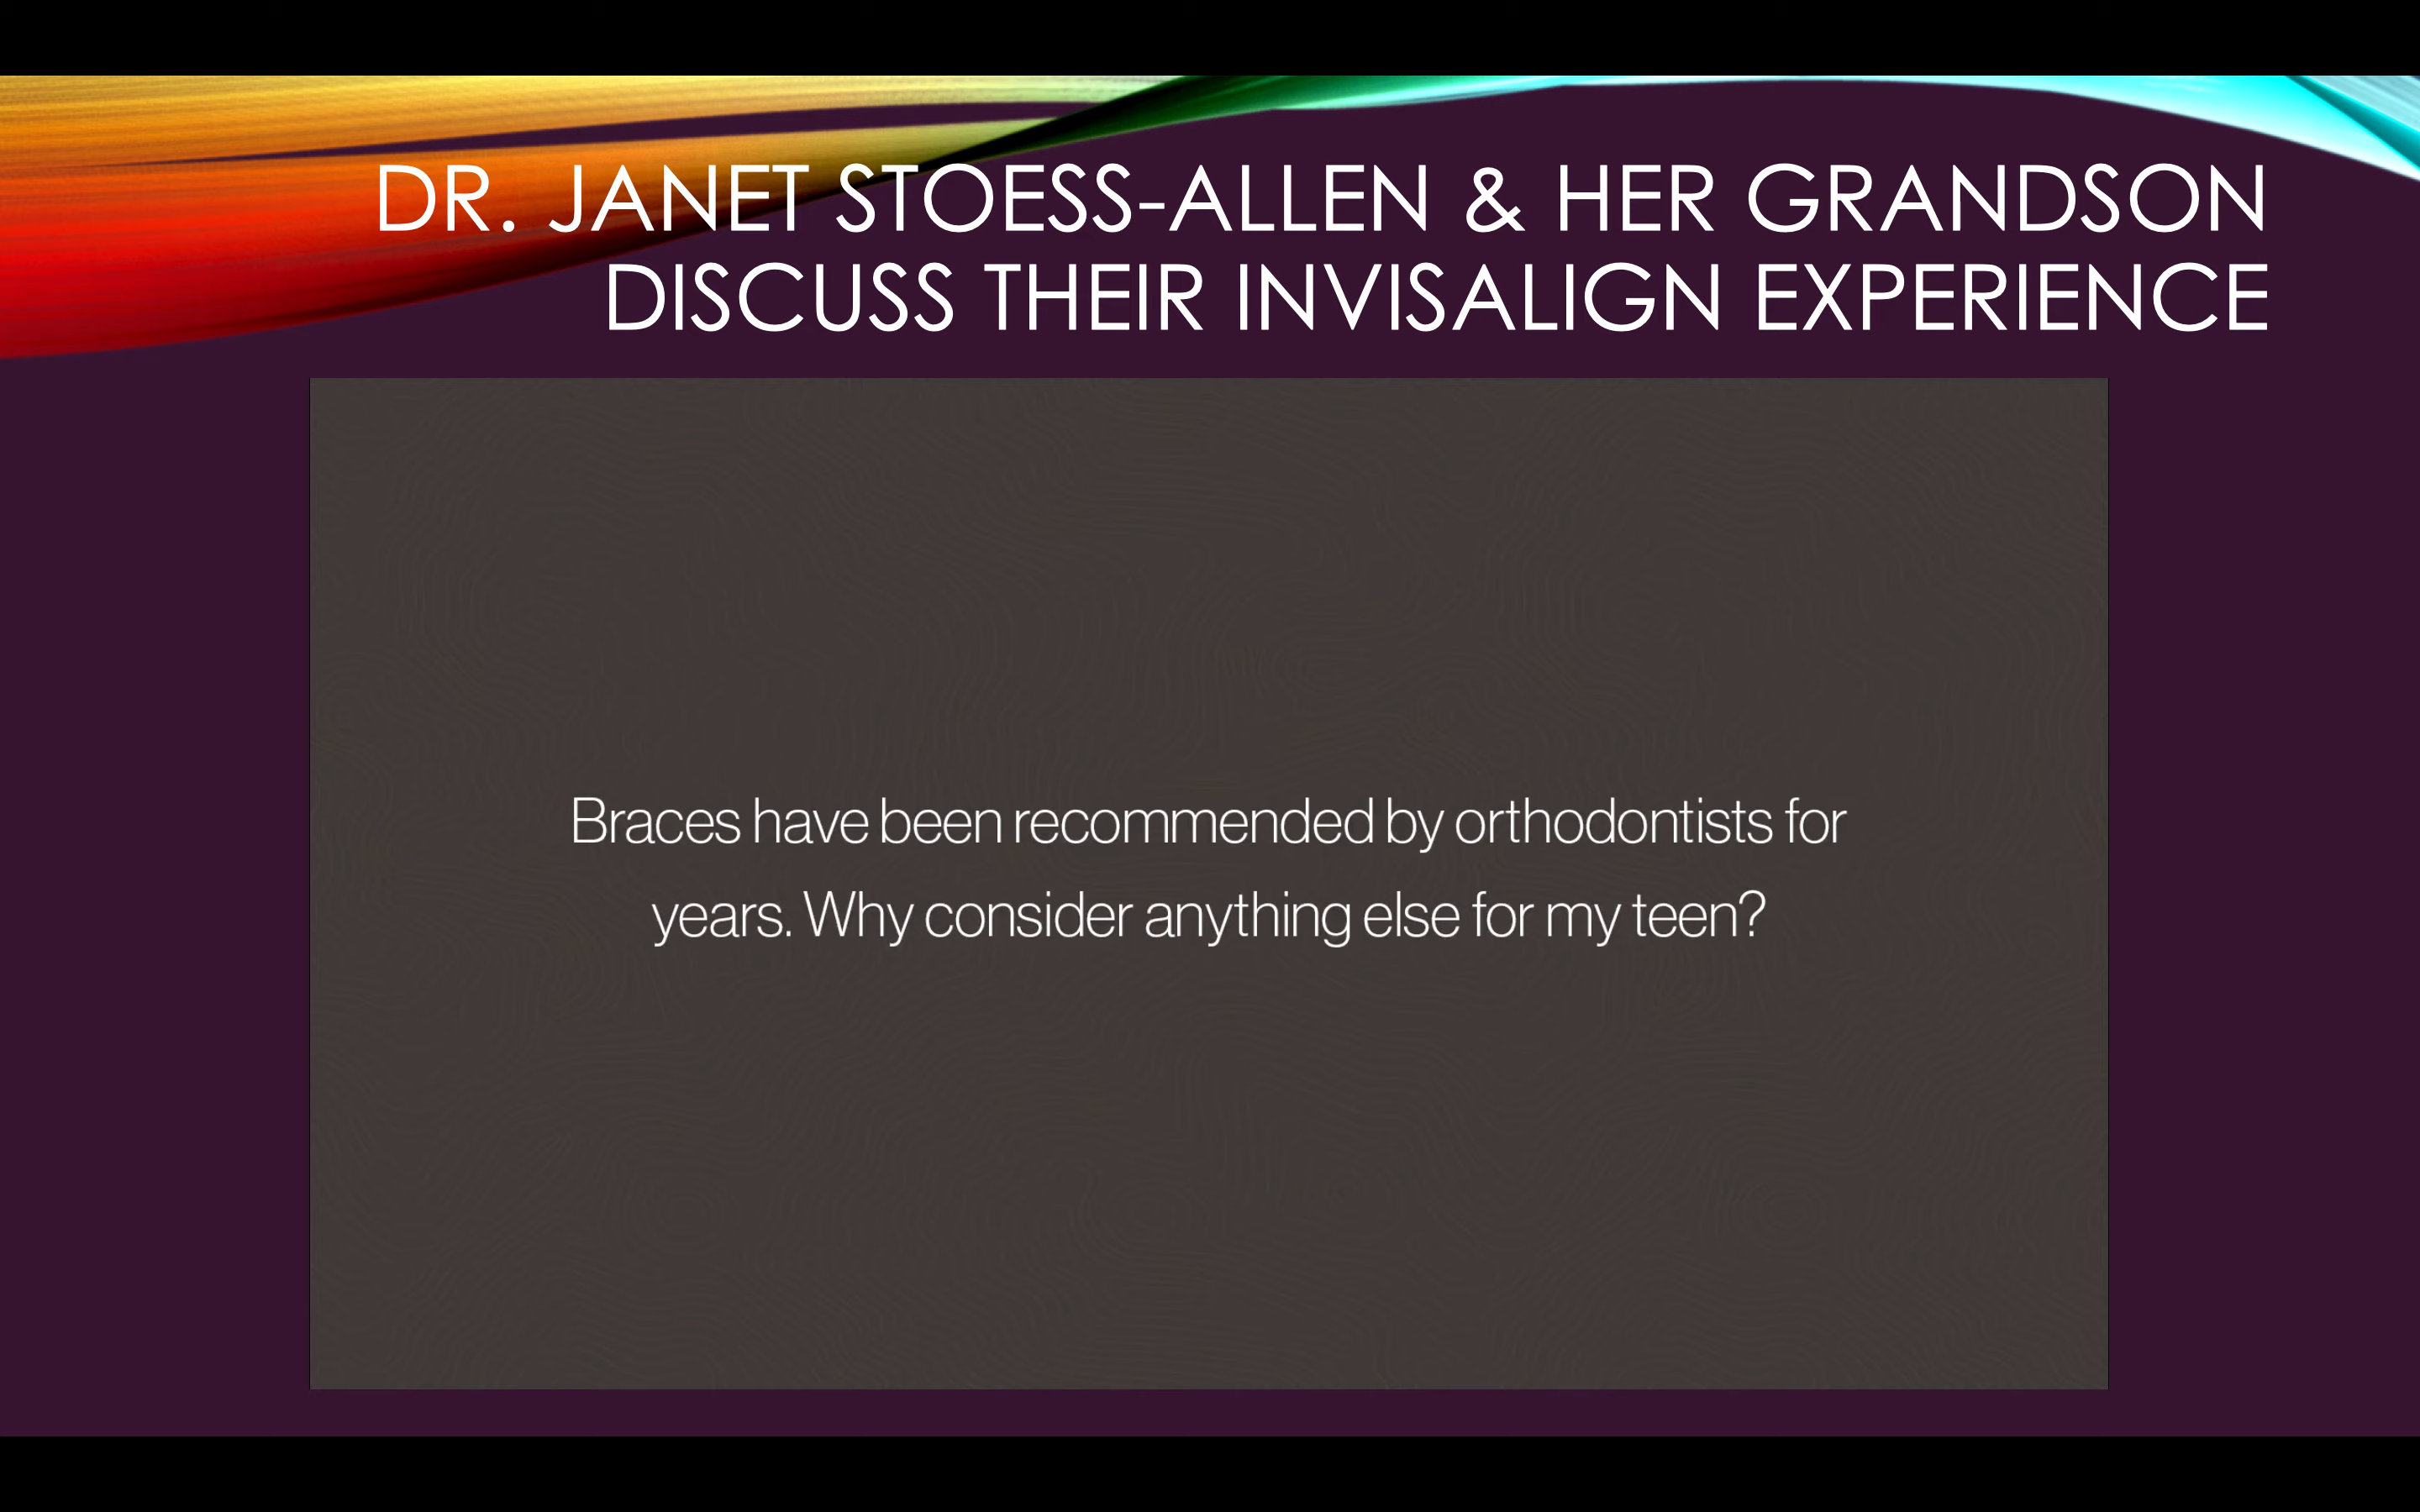 DR. JANET STOESS-ALLEN & HER GRANDSON
DISCUSS THEIR INVISALIGN EXPERIENCE
Braces have been recommended by orthodontists for
years. Why consider anything else for my teen?